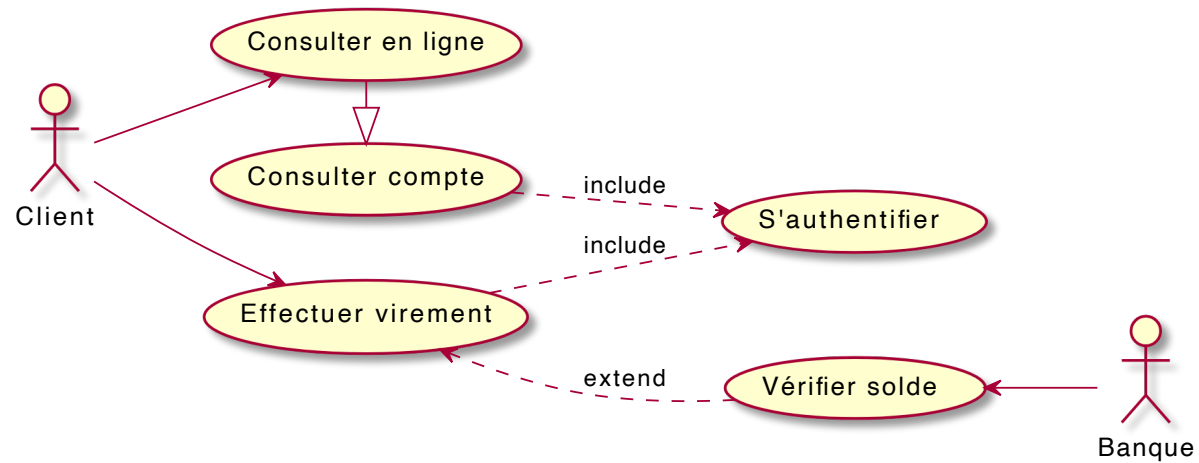 Consulter en ligne
Consulter compte
include
Client
S'authentifier
include
Effectuer virement
extend
Vérifier solde
Banque